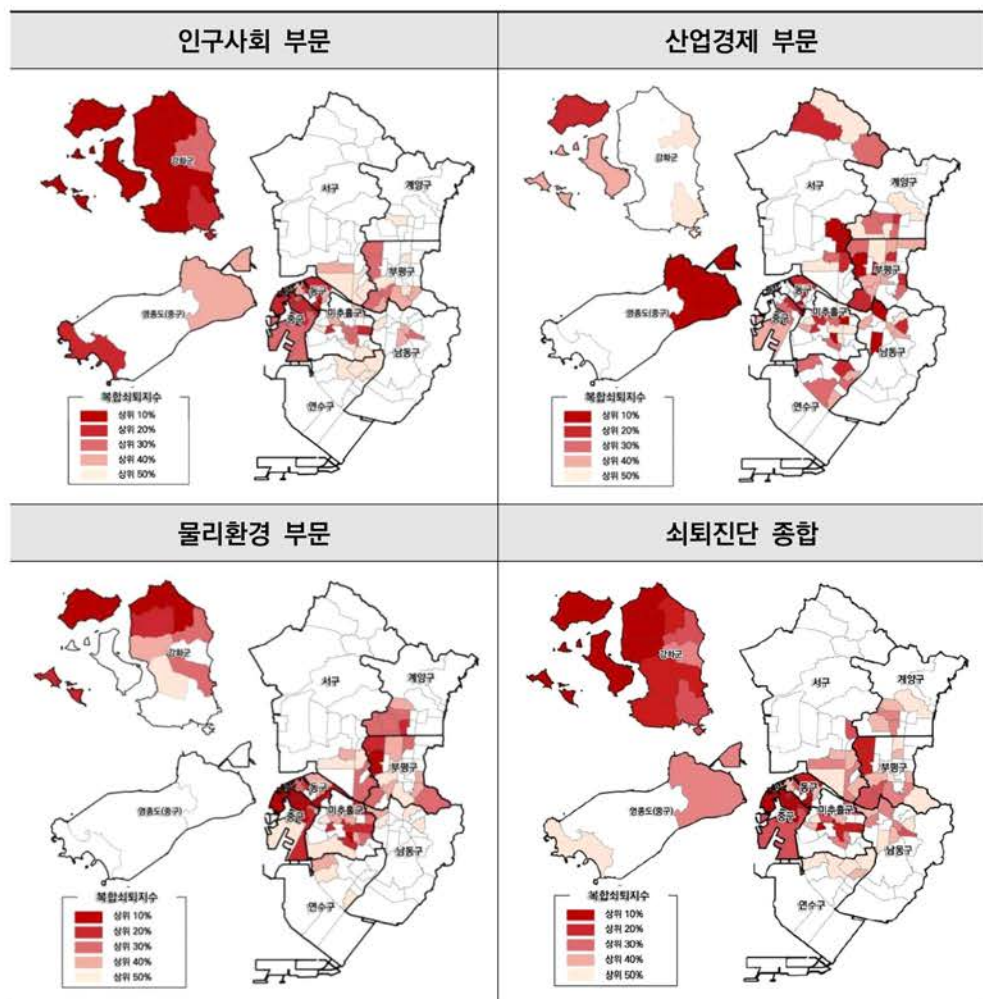 인구사회 부문
산업경제 부문
강화군
서구
계양구
부평구
동구
중구
미추홀구
남동구
연수구
영종도(중구)
복합쇠퇴지수
상위 10%
상위 20%
상위 30%
상위 40%
상위 50%
강화군
서구
계양구
부평구
동구
중구
미추홀구
남동구
연수구
영종도(중구)
복합쇠퇴지수
상위 10%
상위 20%
상위 30%
상위 40%
상위 50%
물리환경 부문
쇠퇴진단 종합
강화군
서구
계양구
부평구
동구
중구
미추홀구
남동구
연수구
영종도(중구)
복합쇠퇴지수
상위 10%
상위 20%
상위 30%
상위 40%
상위 50%
강화군
서구
계양구
부평구
동구
중구
미추홀구
남동구
연수구
영종도(중구)
복합쇠퇴지수
상위 10%
상위 20%
상위 30%
상위 40%
상위 50%